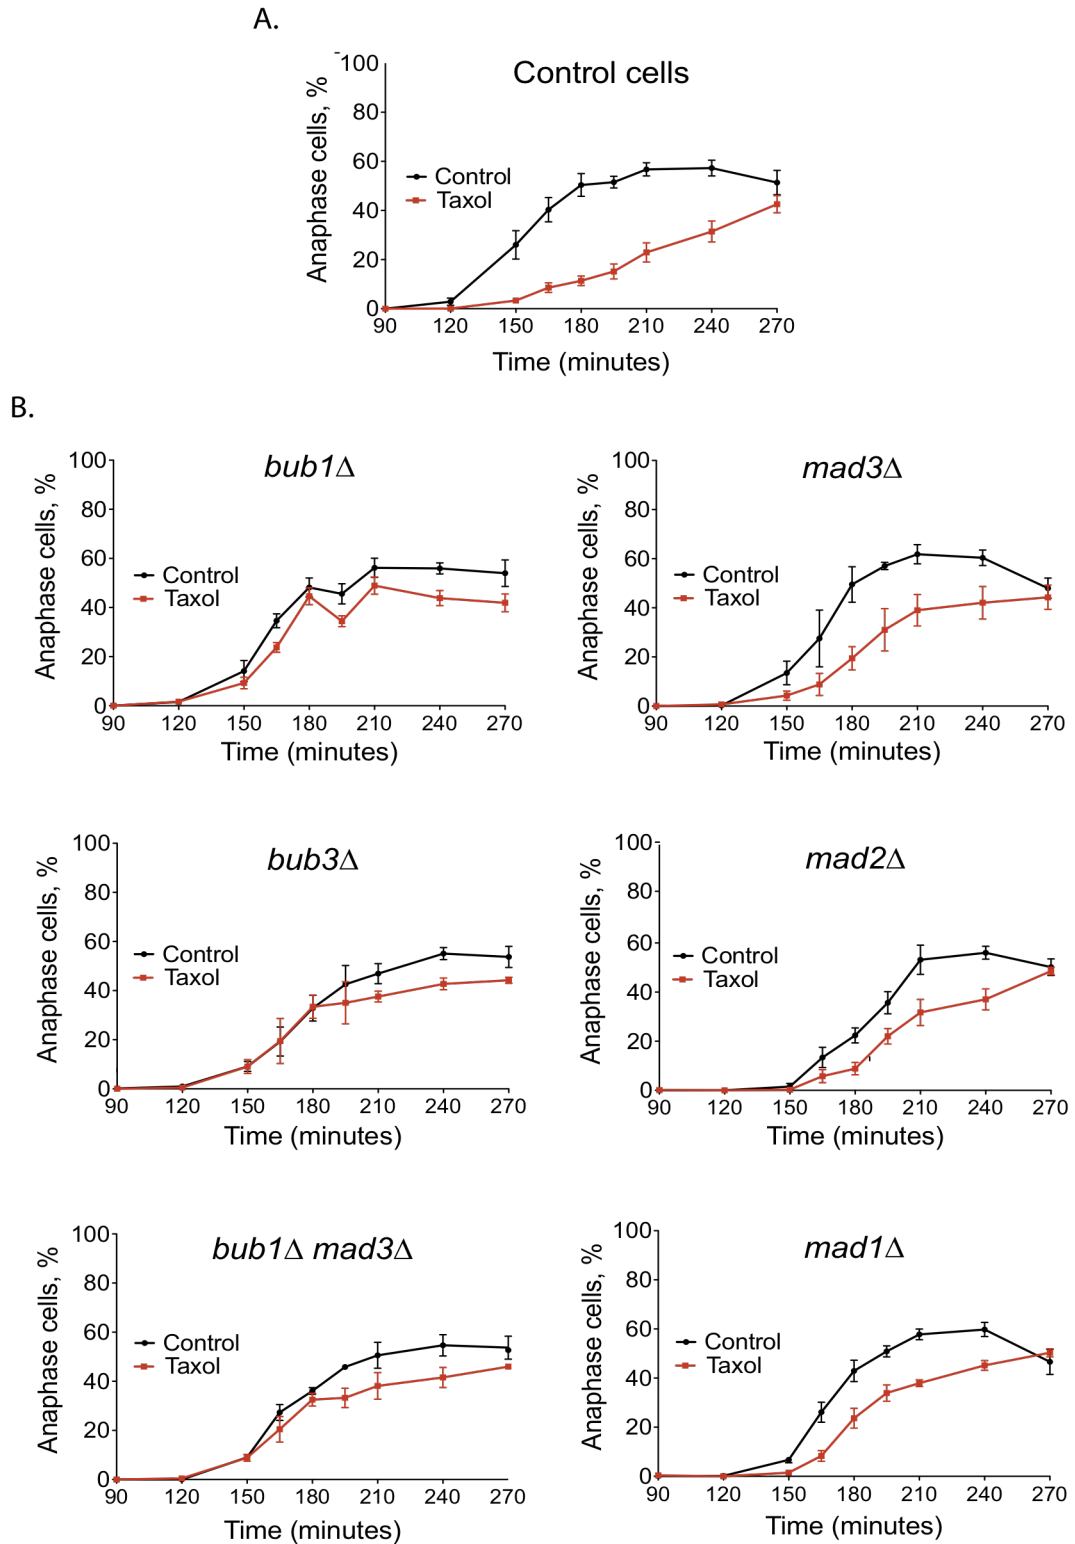 A.
Control cells
Anaphase cells, %
100
80
60
40
20
0
Control
Taxol
90 120 150 180 210 240 270
Time (minutes)
B.
bub1Δ
Anaphase cells, %
100
80
60
40
20
0
Control
Taxol
90 120 150 180 210 240 270
Time (minutes)
mad3Δ
Anaphase cells, %
100
80
60
40
20
0
Control
Taxol
90 120 150 180 210 240 270
Time (minutes)
bub3Δ
Anaphase cells, %
100
80
60
40
20
0
Control
Taxol
90 120 150 180 210 240 270
Time (minutes)
mad2Δ
Anaphase cells, %
100
80
60
40
20
0
Control
Taxol
90 120 150 180 210 240 270
Time (minutes)
bub1Δ mad3Δ
Anaphase cells, %
100
80
60
40
20
0
Control
Taxol
90 120 150 180 210 240 270
Time (minutes)
mad1Δ
Anaphase cells, %
100
80
60
40
20
0
Control
Taxol
90 120 150 180 210 240 270
Time (minutes)